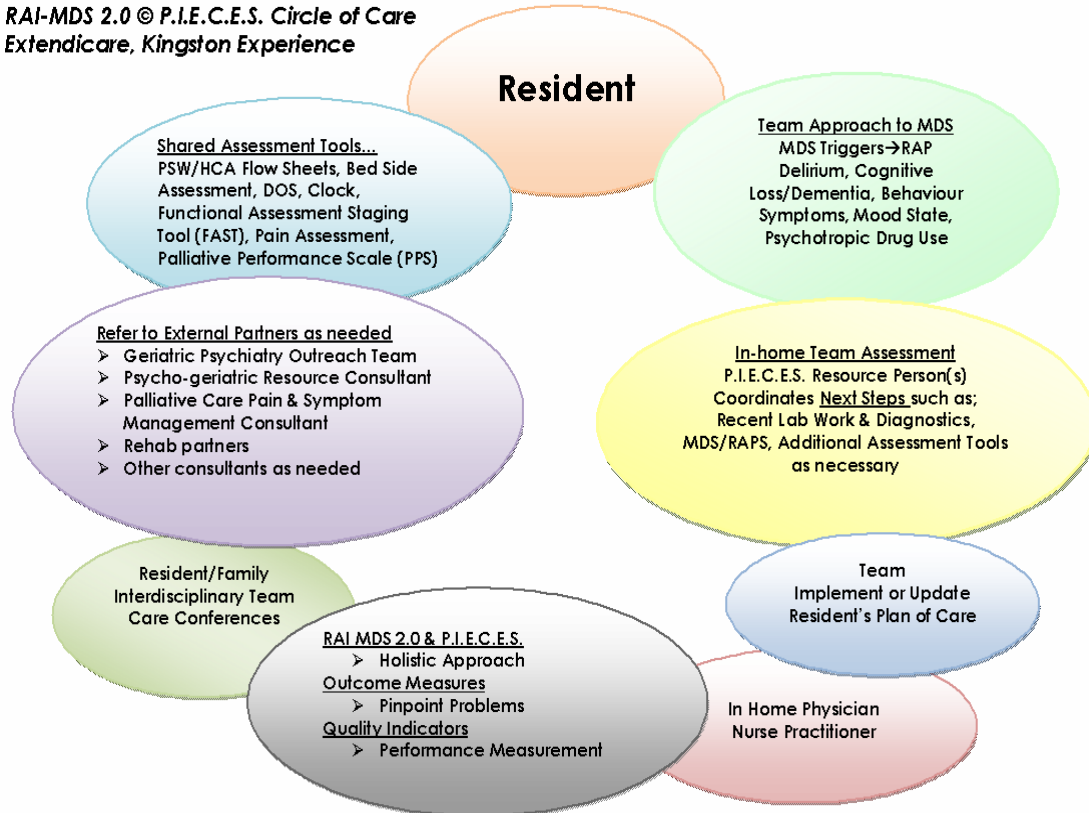 RAI-MDS 2.0 © P.I.E.C.E.S. Circle of Care
Extendicare, Kingston Experience
Resident
Team Approach to MDS
MDS Triggers→RAP
Delirium, Cognitive
Loss/Dementia, Behaviour
Symptoms, Mood State,
Psychotropic Drug Use
In-home Team Assessment
P.I.E.C.E.S. Resource Person(s)
Coordinates Next Steps such as;
Recent Lab Work & Diagnostics,
MDS/RAPS, Additional Assessment Tools
as necessary
Team
Implement or Update
Resident's Plan of Care
In Home Physician
Nurse Practitioner
RAI MDS 2.0 & P.I.E.C.E.S.
➢ Holistic Approach
Outcome Measures
➢ Pinpoint Problems
Quality Indicators
➢ Performance Measurement
Resident/Family
Interdisciplinary Team
Care Conferences
Refer to External Partners as needed
➢ Geriatric Psychiatry Outreach Team
➢ Psycho-geriatric Resource Consultant
➢ Palliative Care Pain & Symptom
Management Consultant
➢ Rehab partners
➢ Other consultants as needed
Shared Assessment Tools...
PSW/HCA Flow Sheets, Bed Side
Assessment, DOS, Clock,
Functional Assessment Staging
Tool (FAST), Pain Assessment,
Palliative Performance Scale (PPS)